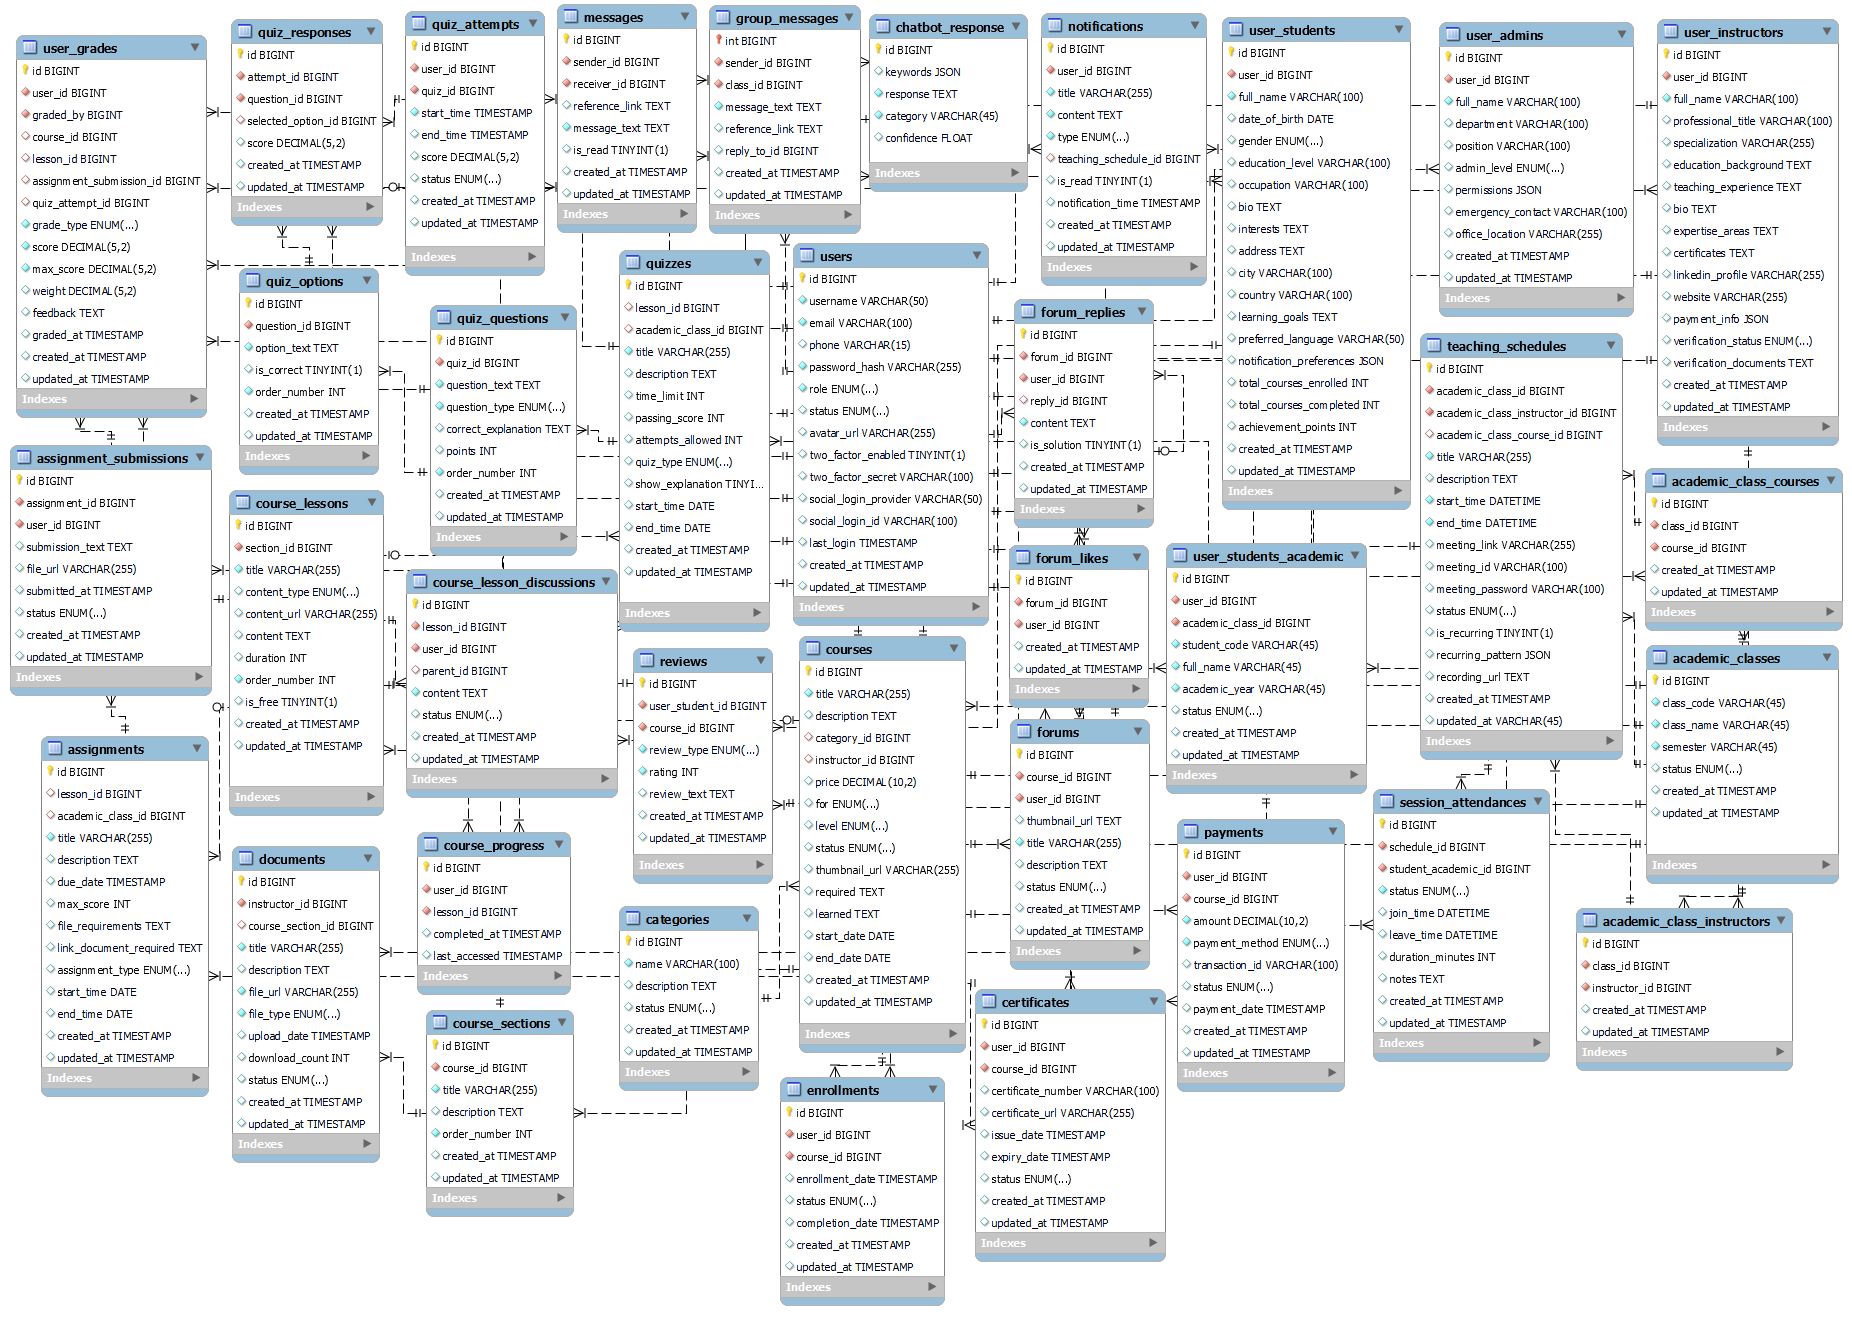 user_grades
id BIGINT
user_id BIGINT
graded_by BIGINT
course_id BIGINT
lesson_id BIGINT
assignment_submission_id BIGINT
quiz_attempt_id BIGINT
grade_type ENUM(...)
score DECIMAL(5,2)
max_score DECIMAL(5,2)
weight DECIMAL(5,2)
feedback TEXT
graded_at TIMESTAMP
created_at TIMESTAMP
updated_at TIMESTAMP
Indexes
quiz_responses
id BIGINT
attempt_id BIGINT
question_id BIGINT
selected_option_id BIGINT
score DECIMAL(5,2)
created_at TIMESTAMP
updated_at TIMESTAMP
Indexes
quiz_attempts
id BIGINT
user_id BIGINT
quiz_id BIGINT
start_time TIMESTAMP
end_time TIMESTAMP
score DECIMAL(5,2)
status ENUM(...)
created_at TIMESTAMP
updated_at TIMESTAMP
Indexes
messages
id BIGINT
sender_id BIGINT
receiver_id BIGINT
reference_link TEXT
message_text TEXT
is_read TINYINT(1)
created_at TIMESTAMP
updated_at TIMESTAMP
Indexes
group_messages
int BIGINT
sender_id BIGINT
class_id BIGINT
message_text TEXT
reference_link TEXT
reply_to_id BIGINT
created_at TIMESTAMP
updated_at TIMESTAMP
Indexes
chatbot_response
id BIGINT
keywords JSON
response TEXT
category VARCHAR(45)
confidence FLOAT
Indexes
notifications
id BIGINT
user_id BIGINT
title VARCHAR(255)
content TEXT
type ENUM(...)
teaching_schedule_id BIGINT
is_read TINYINT(1)
notification_time TIMESTAMP
created_at TIMESTAMP
updated_at TIMESTAMP
Indexes
user_students
id BIGINT
user_id BIGINT
full_name VARCHAR(100)
date_of_birth DATE
gender ENUM(...)
education_level VARCHAR(100)
occupation VARCHAR(100)
bio TEXT
interests TEXT
address TEXT
city VARCHAR(100)
country VARCHAR(100)
learning_goals TEXT
preferred_language VARCHAR(50)
notification_preferences JSON
total_courses_enrolled INT
total_courses_completed INT
achievement_points INT
created_at TIMESTAMP
updated_at TIMESTAMP
Indexes
user_admins
id BIGINT
user_id BIGINT
full_name VARCHAR(100)
department VARCHAR(100)
position VARCHAR(100)
admin_level ENUM(...)
permissions JSON
emergency_contact VARCHAR(100)
office_location VARCHAR(255)
created_at TIMESTAMP
updated_at TIMESTAMP
Indexes
user_instructors
id BIGINT
user_id BIGINT
full_name VARCHAR(100)
professional_title VARCHAR(100)
specialization VARCHAR(255)
education_background TEXT
teaching_experience TEXT
bio TEXT
expertise_areas TEXT
certificates TEXT
linkedin_profile VARCHAR(255)
website VARCHAR(255)
payment_info JSON
verification_status ENUM(...)
verification_documents TEXT
created_at TIMESTAMP
updated_at TIMESTAMP
Indexes
quiz_options
id BIGINT
question_id BIGINT
option_text TEXT
is_correct TINYINT(1)
order_number INT
created_at TIMESTAMP
updated_at TIMESTAMP
Indexes
quiz_questions
id BIGINT
quiz_id BIGINT
question_text TEXT
question_type ENUM(...)
correct_explanation TEXT
points INT
order_number INT
created_at TIMESTAMP
updated_at TIMESTAMP
Indexes
quizzes
id BIGINT
lesson_id BIGINT
academic_class_id BIGINT
title VARCHAR(255)
description TEXT
time_limit INT
passing_score INT
attempts_allowed INT
quiz_type ENUM(...)
show_explanation TINYI...
start_time DATE
end_time DATE
created_at TIMESTAMP
updated_at TIMESTAMP
Indexes
users
id BIGINT
username VARCHAR(50)
email VARCHAR(100)
phone VARCHAR(15)
password_hash VARCHAR(255)
role ENUM(...)
status ENUM(...)
avatar_url VARCHAR(255)
two_factor_enabled TINYINT(1)
two_factor_secret VARCHAR(100)
social_login_provider VARCHAR(50)
social_login_id VARCHAR(100)
last_login TIMESTAMP
created_at TIMESTAMP
updated_at TIMESTAMP
Indexes
forum_replies
id BIGINT
forum_id BIGINT
user_id BIGINT
reply_id BIGINT
content TEXT
is_solution TINYINT(1)
created_at TIMESTAMP
updated_at TIMESTAMP
Indexes
teaching_schedules
id BIGINT
academic_class_id BIGINT
academic_class_instructor_id BIGINT
academic_class_course_id BIGINT
title VARCHAR(255)
description TEXT
start_time DATETIME
end_time DATETIME
meeting_link VARCHAR(255)
meeting_id VARCHAR(100)
meeting_password VARCHAR(100)
status ENUM(...)
is_recurring TINYINT(1)
recurring_pattern JSON
recording_url TEXT
created_at TIMESTAMP
updated_at VARCHAR(45)
Indexes
assignment_submissions
id BIGINT
assignment_id BIGINT
user_id BIGINT
submission_text TEXT
file_url VARCHAR(255)
submitted_at TIMESTAMP
status ENUM(...)
created_at TIMESTAMP
updated_at TIMESTAMP
Indexes
course_lessons
id BIGINT
section_id BIGINT
title VARCHAR(255)
content_type ENUM(...)
content_url VARCHAR(255)
content TEXT
duration INT
order_number INT
is_free TINYINT(1)
created_at TIMESTAMP
updated_at TIMESTAMP
Indexes
course_lesson_discussions
id BIGINT
lesson_id BIGINT
user_id BIGINT
parent_id BIGINT
content TEXT
status ENUM(...)
created_at TIMESTAMP
updated_at TIMESTAMP
Indexes
forum_likes
id BIGINT
forum_id BIGINT
user_id BIGINT
created_at TIMESTAMP
updated_at TIMESTAMP
Indexes
user_students_academic
id BIGINT
user_id BIGINT
academic_class_id BIGINT
student_code VARCHAR(45)
full_name VARCHAR(45)
academic_year VARCHAR(45)
status ENUM(...)
created_at TIMESTAMP
updated_at TIMESTAMP
Indexes
academic_class_courses
id BIGINT
class_id BIGINT
course_id BIGINT
created_at TIMESTAMP
updated_at TIMESTAMP
Indexes
academic_classes
id BIGINT
class_code VARCHAR(45)
class_name VARCHAR(45)
semester VARCHAR(45)
status ENUM(...)
created_at TIMESTAMP
updated_at TIMESTAMP
Indexes
reviews
id BIGINT
user_student_id BIGINT
course_id BIGINT
review_type ENUM(...)
rating INT
review_text TEXT
created_at TIMESTAMP
updated_at TIMESTAMP
Indexes
courses
id BIGINT
title VARCHAR(255)
description TEXT
category_id BIGINT
instructor_id BIGINT
price DECIMAL(10,2)
for ENUM(...)
level ENUM(...)
status ENUM(...)
thumbnail_url VARCHAR(255)
required TEXT
learned TEXT
start_date DATE
end_date DATE
created_at TIMESTAMP
updated_at TIMESTAMP
Indexes
forums
id BIGINT
course_id BIGINT
user_id BIGINT
thumbnail_url TEXT
title VARCHAR(255)
description TEXT
status ENUM(...)
created_at TIMESTAMP
updated_at TIMESTAMP
Indexes
assignments
id BIGINT
lesson_id BIGINT
academic_class_id BIGINT
title VARCHAR(255)
description TEXT
due_date TIMESTAMP
max_score INT
file_requirements TEXT
link_document_required TEXT
assignment_type ENUM(...)
start_time DATE
end_time DATE
created_at TIMESTAMP
updated_at TIMESTAMP
Indexes
documents
id BIGINT
instructor_id BIGINT
course_section_id BIGINT
title VARCHAR(255)
description TEXT
file_url VARCHAR(255)
file_type ENUM(...)
upload_date TIMESTAMP
download_count INT
status ENUM(...)
created_at TIMESTAMP
updated_at TIMESTAMP
Indexes
course_progress
id BIGINT
user_id BIGINT
lesson_id BIGINT
completed_at TIMESTAMP
last_accessed TIMESTAMP
Indexes
categories
id BIGINT
name VARCHAR(100)
description TEXT
status ENUM(...)
created_at TIMESTAMP
updated_at TIMESTAMP
Indexes
payments
id BIGINT
user_id BIGINT
course_id BIGINT
amount DECIMAL(10,2)
payment_method ENUM(...)
transaction_id VARCHAR(100)
status ENUM(...)
payment_date TIMESTAMP
created_at TIMESTAMP
updated_at TIMESTAMP
Indexes
session_attendances
id BIGINT
schedule_id BIGINT
student_academic_id BIGINT
status ENUM(...)
join_time DATETIME
leave_time DATETIME
duration_minutes INT
notes TEXT
created_at TIMESTAMP
updated_at TIMESTAMP
Indexes
academic_class_instructors
id BIGINT
class_id BIGINT
instructor_id BIGINT
created_at TIMESTAMP
updated_at TIMESTAMP
Indexes
course_sections
id BIGINT
course_id BIGINT
title VARCHAR(255)
description TEXT
order_number INT
created_at TIMESTAMP
updated_at TIMESTAMP
Indexes
certificates
id BIGINT
user_id BIGINT
course_id BIGINT
certificate_number VARCHAR(100)
certificate_url VARCHAR(255)
issue_date TIMESTAMP
expiry_date TIMESTAMP
status ENUM(...)
created_at TIMESTAMP
updated_at TIMESTAMP
Indexes
enrollments
id BIGINT
user_id BIGINT
course_id BIGINT
enrollment_date TIMESTAMP
status ENUM(...)
completion_date TIMESTAMP
created_at TIMESTAMP
updated_at TIMESTAMP
Indexes